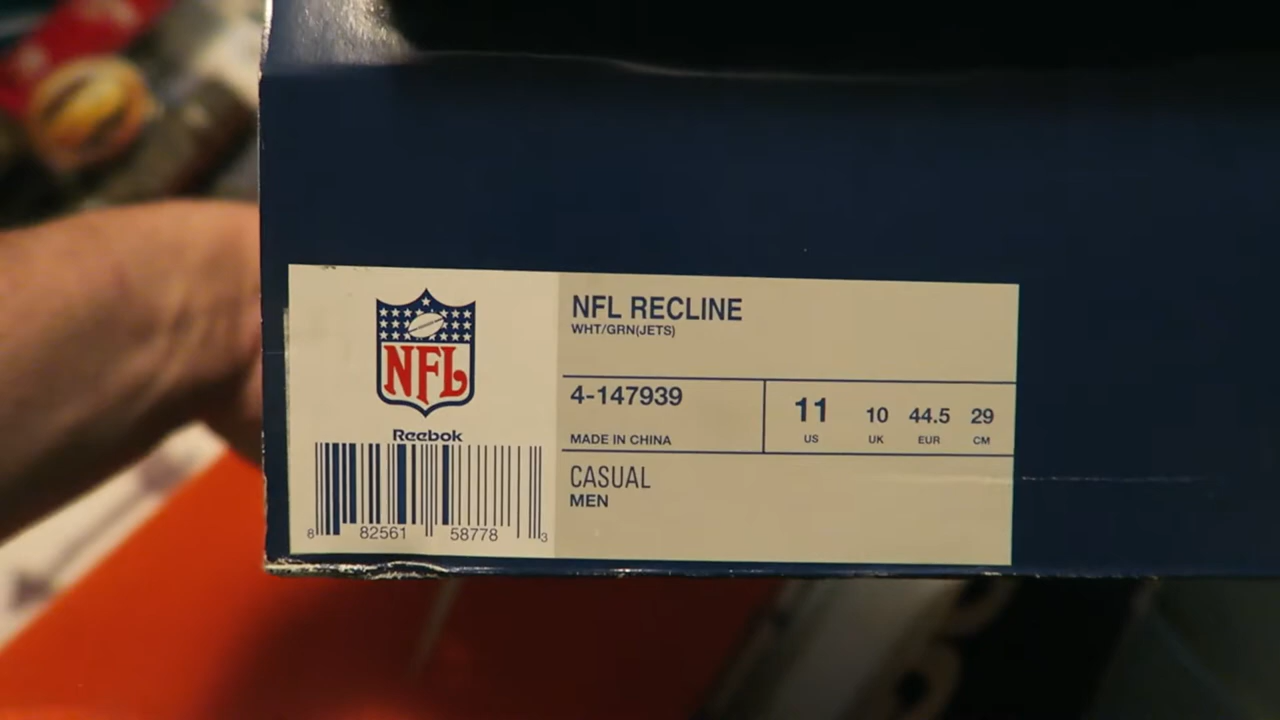 NFL
Reebok
8 82561 58778 3
NFL RECLINE
WHT/GRN(JETS)
4-147939
MADE IN CHINA
11 10 44.5 29
US UK EUR CM
CASUAL
MEN